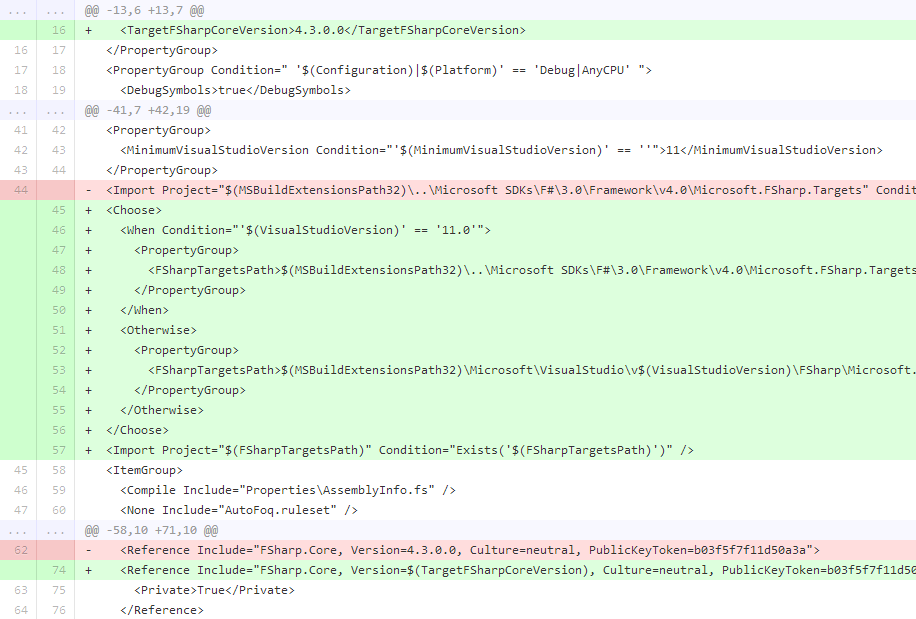 ... ... @@ -13,6 +13,7 @@
16 + <TargetFSharpCoreVersion>4.3.0.0</TargetFSharpCoreVersion>
16 17 </PropertyGroup>
17 18 <PropertyGroup Condition=" '$(Configuration)|$(Platform)' == 'Debug|AnyCPU' ">
18 19 <DebugSymbols>true</DebugSymbols>
... ... @@ -41,7 +42,19 @@
41 42 <PropertyGroup>
42 43 <MinimumVisualStudioVersion Condition="'$(MinimumVisualStudioVersion)' == ''">11</MinimumVisualStudioVersion>
43 44 </PropertyGroup>
44 - <Import Project="$(MSBuildExtensionsPath32)\..\Microsoft SDKs\F#\3.0\Framework\v4.0\Microsoft.FSharp.Targets" Condit
45 + <Choose>
46 + <When Condition="'$(VisualStudioVersion)' == '11.0'">
47 + <PropertyGroup>
48 + <FSharpTargetsPath>$(MSBuildExtensionsPath32)\..\Microsoft SDKs\F#\3.0\Framework\v4.0\Microsoft.FSharp.Targets
49 + </PropertyGroup>
50 + </When>
51 + <Otherwise>
52 + <PropertyGroup>
53 + <FSharpTargetsPath>$(MSBuildExtensionsPath32)\Microsoft\VisualStudio\v$(VisualStudioVersion)\FSharp\Microsoft.
54 + </PropertyGroup>
55 + </Otherwise>
56 + </Choose>
57 + <Import Project="$(FSharpTargetsPath)" Condition="Exists('$(FSharpTargetsPath)')" />
45 58 <ItemGroup>
46 59 <Compile Include="Properties\AssemblyInfo.fs" />
47 60 <None Include="AutoFoq.ruleset" />
... ... @@ -58,10 +71,10 @@
62 - <Reference Include="FSharp.Core, Version=4.3.0.0, Culture=neutral, PublicKeyToken=b03f5f7f11d50a3a">
74 + <Reference Include="FSharp.Core, Version=$(TargetFSharpCoreVersion), Culture=neutral, PublicKeyToken=b03f5f7f11d50
63 75 <Private>True</Private>
64 76 </Reference>